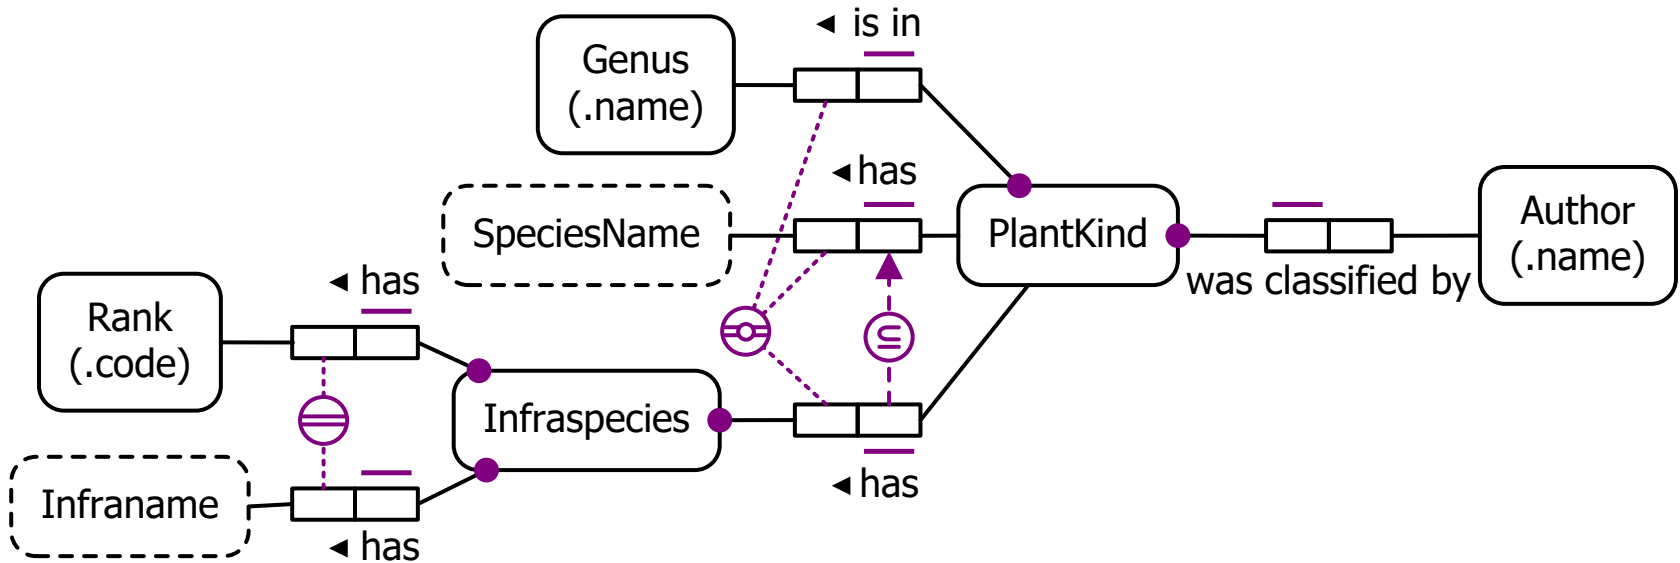 ◄ is in
Genus
(.name)
◄ has
SpeciesName
PlantKind
Author
(.name)
was classified by
◄ has
Rank
(.code)
⊆
Infraspecies
◄ has
Infraname
◄ has